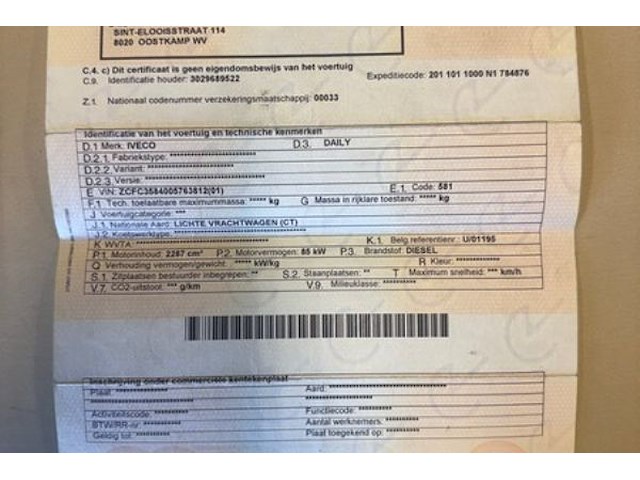 SINT-ELOOISSTRAAT 114
8020 OOSTKAMP WV
C.4. c) Dit certificaat is geen eigendomsbewijs van het voertuig
C.9. Identificatie houder: 3029689522 Expeditiecode: 201 101 1000 N1 784876
Z.1. Nationaal codenummer verzekeringsmaatschappij: 00033
Identificatie van het voertuig en technische kenmerken
D.1 Merk: IVECO D.3. DAILY
D.2.1. Fabriekstype: ********************
D.2.2. Variant: *************************
D.2.3. Versie: ***************************
E VIN: ZCFC3584005763812(01) E.1. Code: 581
F.1 Tech. toelaatbare maximummassa: ***** kg G Massa in rijklare toestand: ***** kg
J Voertuigcategorie: ***
J.1. Nationale Aard: LICHTE VRACHTWAGEN (CT)
J.2. Koetswerktype: ******************************
K WVTA: ****************************** K.1. Belg referentienr.: U/01195
P.1. Motorinhoud: 2287 cm³ P.2. Motorvermogen: 85 kW P.3. Brandstof: DIESEL
Q Verhouding vermogen/gewicht: ***** kW/kg R Kleur: **********
S.1. Zitplaatsen bestuurder inbegrepen: ** S.2. Staanplaatsen: ** T Maximum snelheid: *** km/h
V.7. CO2-uitstoot: *** g/km V.9. Milieuklasse: **********
Inschrijving onder commerciële kentekenplaat
Plaat: ************ Aard: ************************
Activiteitscode: ********** Functiecode: **********
BTW/RR-nr: *********** Aantal werknemers: *****
Geldig tot: ********** Plaat toegekend op: **********